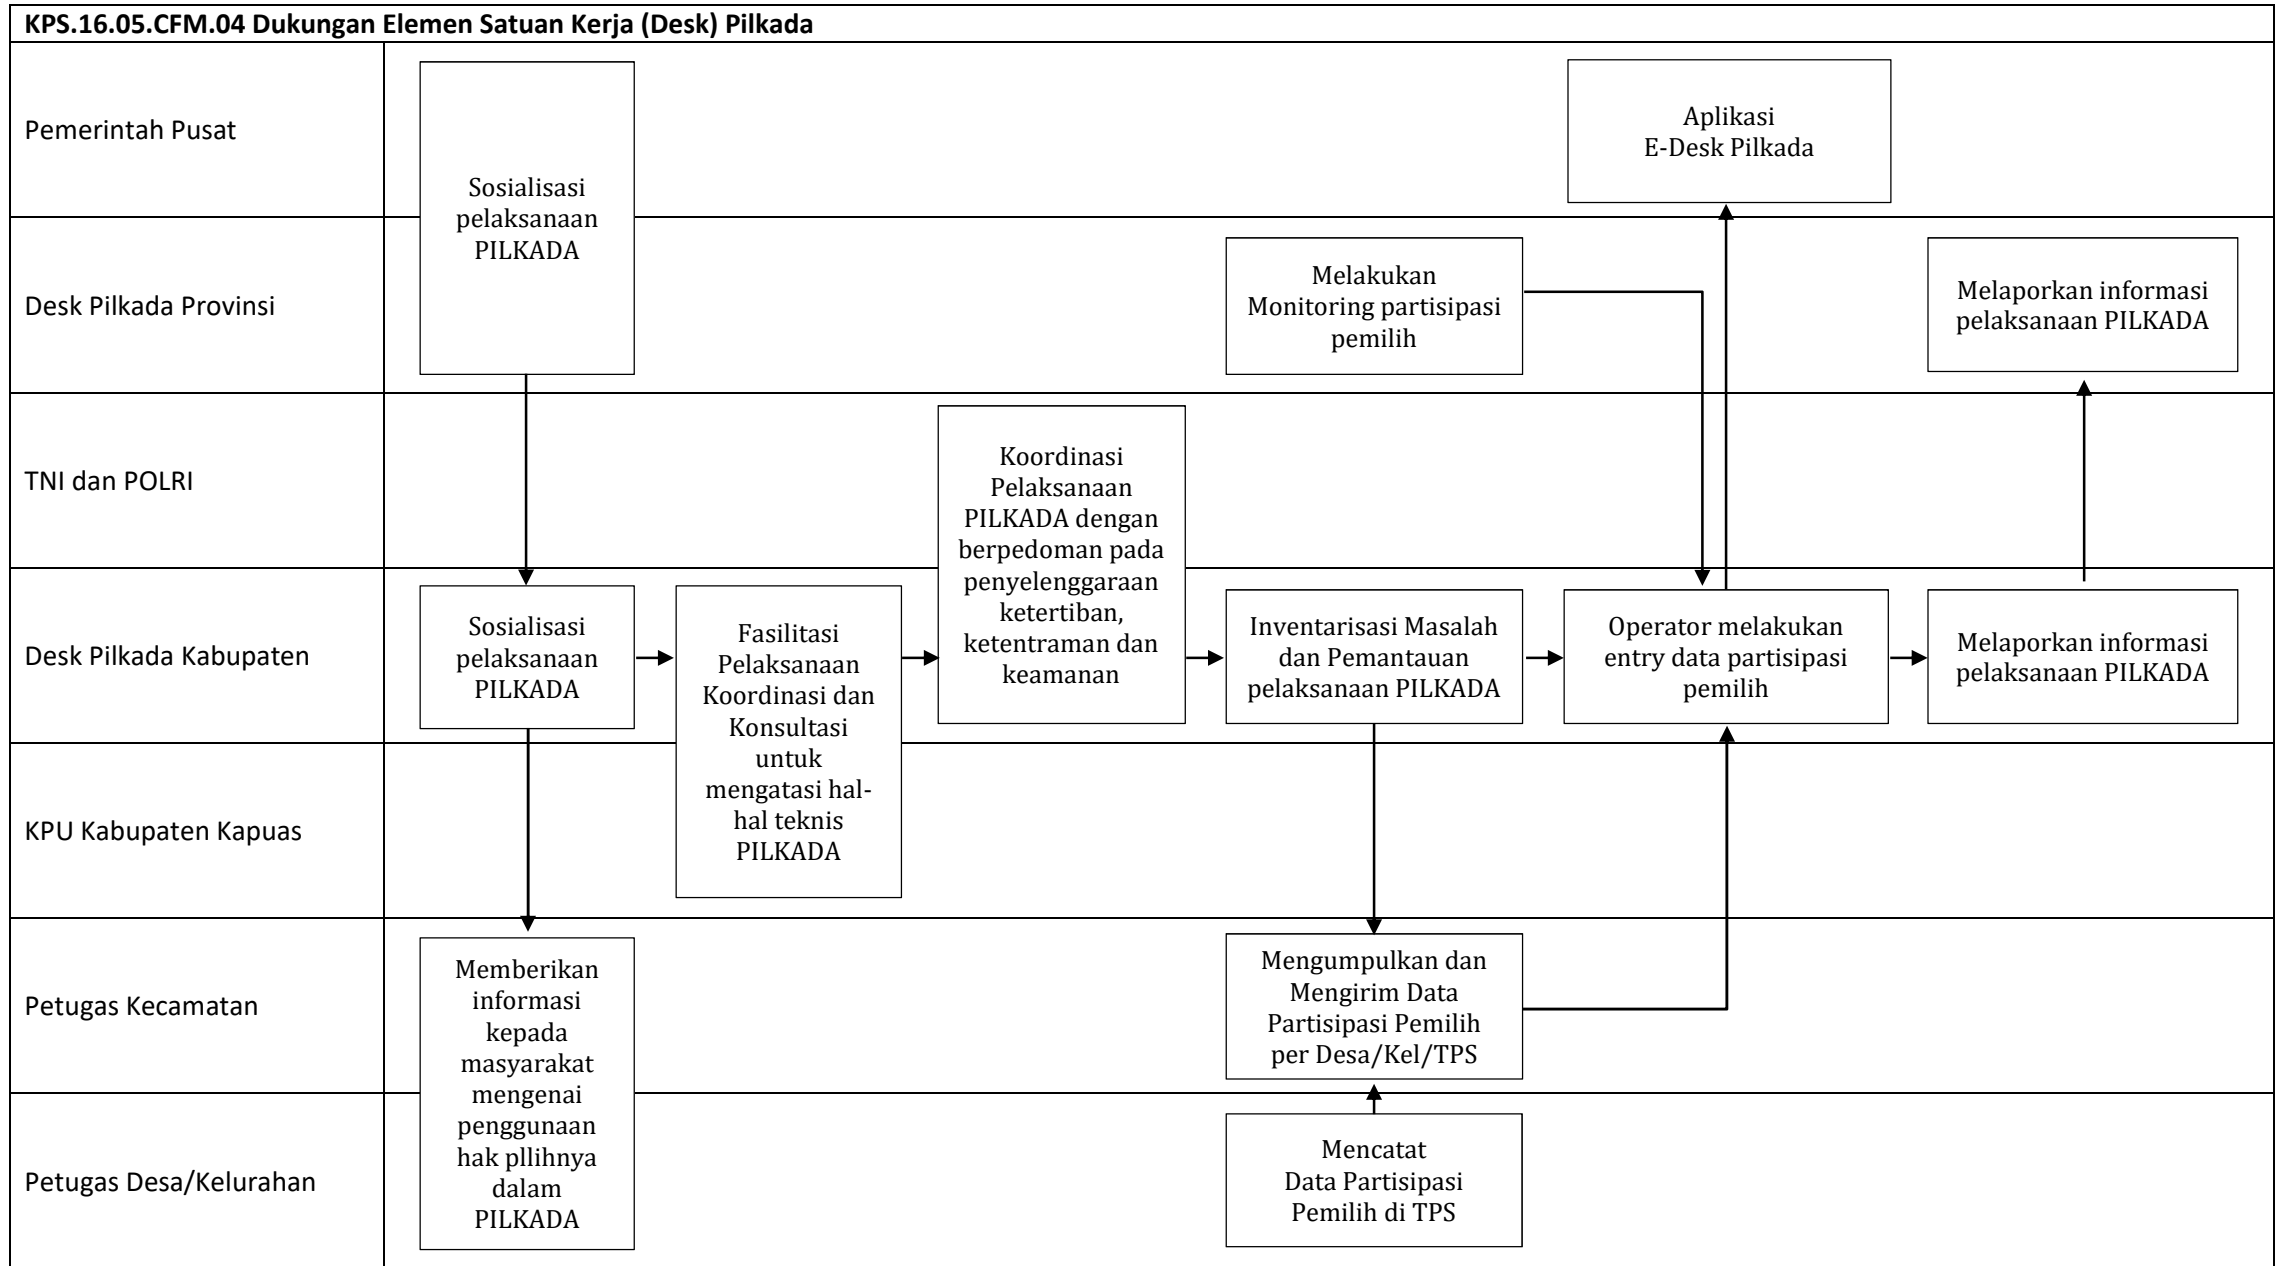 KPS.16.05.CFM.04 Dukungan Elemen Satuan Kerja (Desk) Pilkada
Pemerintah Pusat
Sosialisasi
pelaksanaan
PILKADA
Aplikasi
E-Desk Pilkada
Desk Pilkada Provinsi
Melakukan
Monitoring partisipasi
pemilih
Melaporkan informasi
pelaksanaan PILKADA
TNI dan POLRI
Koordinasi
Pelaksanaan
PILKADA dengan
berpedoman pada
penyelenggaraan
ketertiban,
ketentraman dan
keamanan
Desk Pilkada Kabupaten
Sosialisasi
pelaksanaan
PILKADA
Fasilitasi
Pelaksanaan
Koordinasi dan
Konsultasi
untuk
mengatasi hal-
hal teknis
PILKADA
Inventarisasi Masalah
dan Pemantauan
pelaksanaan PILKADA
Operator melakukan
entry data partisipasi
pemilih
Melaporkan informasi
pelaksanaan PILKADA
KPU Kabupaten Kapuas
Petugas Kecamatan
Memberikan
informasi
kepada
masyarakat
mengenai
penggunaan
hak pllihnya
dalam
PILKADA
Mengumpulkan dan
Mengirim Data
Partisipasi Pemilih
per Desa/Kel/TPS
Petugas Desa/Kelurahan
Mencatat
Data Partisipasi
Pemilih di TPS